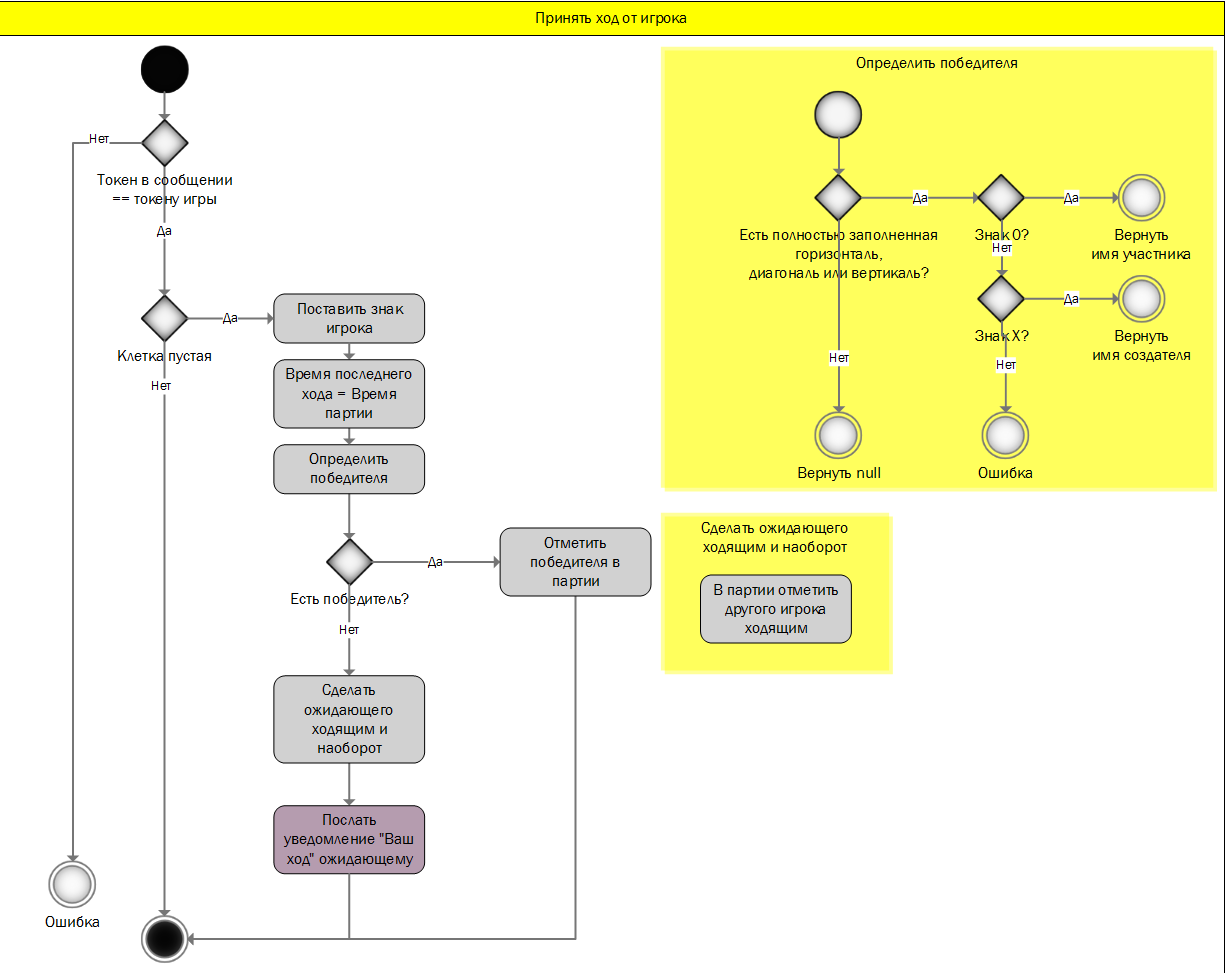 Принять ход от игрока
Нет
Токен в сообщении
== токену игры
Да
Клетка пустая
Да
Нет
Поставить знак
игрока
Время последнего
хода = Время
партии
Определить
победителя
Есть победитель?
Да
Нет
Отметить
победителя в
партии
Сделать
ожидающего
ходящим и
наоборот
Послать
уведомление "Ваш
ход" ожидающему
Ошибка
Определить победителя
Есть полностью заполненная
горизонталь,
диагональ или вертикаль?
Да
Нет
Вернуть null
Знак 0?
Да
Нет
Вернуть
имя участника
Знак X?
Да
Нет
Вернуть
имя создателя
Ошибка
Сделать ожидающего
ходящим и наоборот
В партии отметить
другого игрока
ходящим